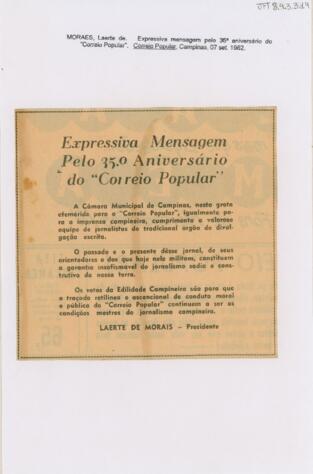 MORAES, Laerte de. Expressiva mensagem pelo 36º aniversário do
"Correio Popular". Correio Popular, Campinas, 07 set. 1962.
Expressiva Mensagem
Pelo 35.o Aniversário
do "Correio Popular"
A Câmara Municipal de Campinas, nesta grata
efeméride para o "Correio Popular", igualmente pa-
ra a imprensa campineira, cumprimenta a valorosa
equipe de jornalistas do tradicional orgão de divul-
gação escrita.
O passado e o presente dêsse jornal, de seus
orientadores e dos que hoje nele militam, constituem
a garantia insofismavel do jornalismo sadio e cons-
trutivo de nossa terra.
Os votos da Edilidade Campineira são para que
o traçado retilineo e ascencional de conduta moral
e pública do "Correio Popular" continuem a ser as
condições mestras do jornalismo campineiro.
LAERTE DE MORAIS — Presidente